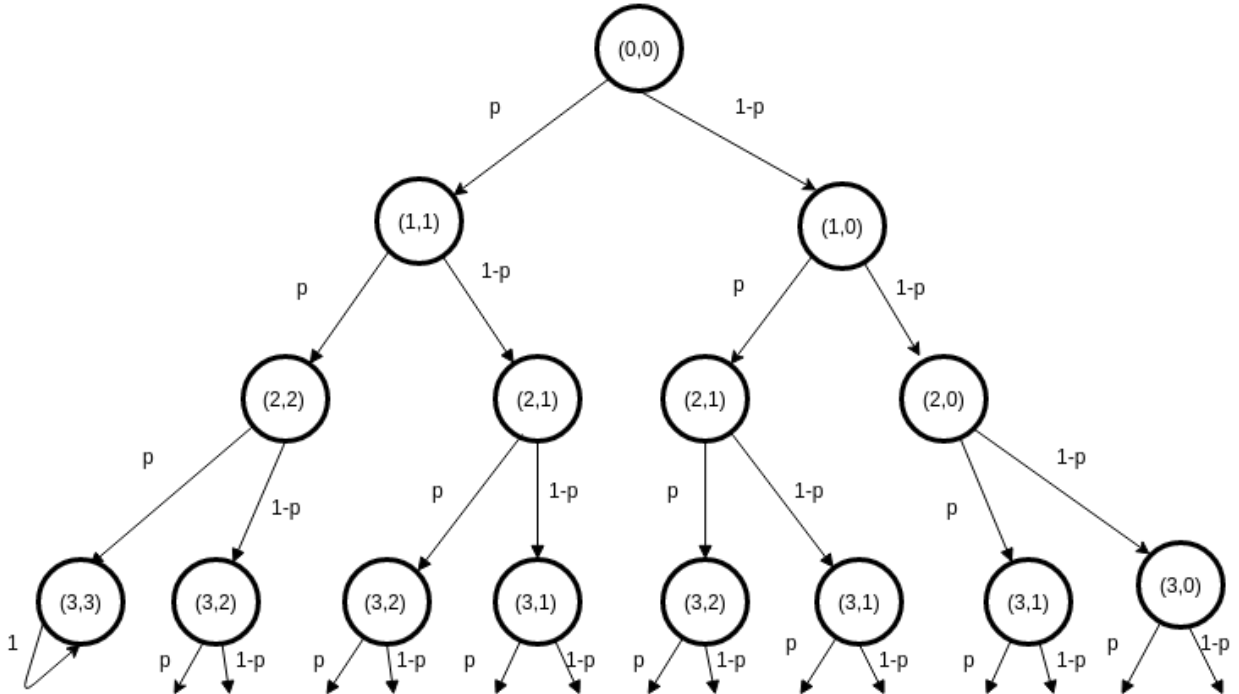 (0,0)
p 1-p
(1,1) (1,0)
p 1-p p 1-p
(2,2) (2,1) (2,1) (2,0)
p 1-p
p 1-p p 1-p p 1-p
(3,3) (3,2) (3,2) (3,1) (3,2) (3,1) (3,1) (3,0)
1 p 1-p p 1-p p 1-p p 1-p p 1-p p 1-p p 1-p